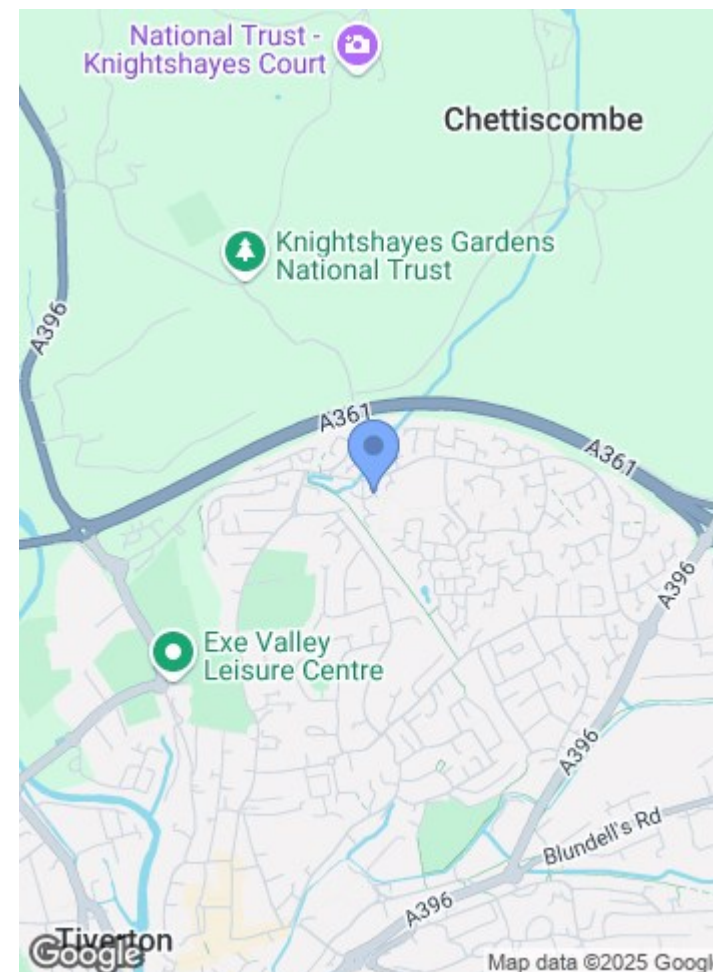 National Trust -
Knightshayes Court
Chettiscombe
Knightshayes Gardens
National Trust
A396
A361
A361
A396
Exe Valley
Leisure Centre
A396
Blundell's Rd
A396
Tiverton
Google
Map data ©2025 Google